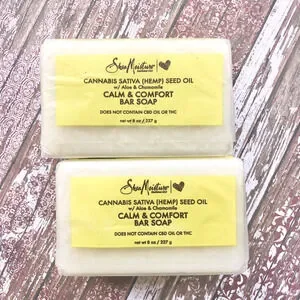 SheaMoisture
CANNABIS SATIVA (HEMP) SEED OIL
w/ Aloe & Chamomile
CALM & COMFORT
BAR SOAP
DOES NOT CONTAIN CBD OIL OR THC
net wt 8 oz / 227 g
SheaMoisture
CANNABIS SATIVA (HEMP) SEED OIL
w/ Aloe & Chamomile
CALM & COMFORT
BAR SOAP
DOES NOT CONTAIN CBD OIL OR THC
net wt 8 oz / 227 g